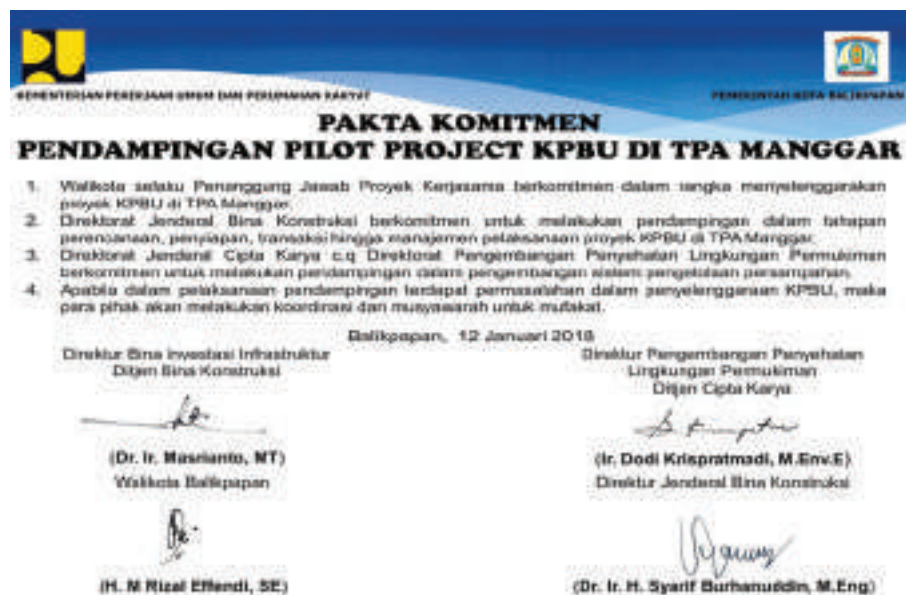 KEMENTERIAN PEKERJAAN UMUM DAN PERUMAHAN RAKYAT
PEMERINTAH KOTA BALIKPAPAN
PAKTA KOMITMEN
PENDAMPINGAN PILOT PROJECT KPBU DI TPA MANGGAR
1. Walikota selaku Penanggung Jawab Proyek Kerjasama berkomitmen dalam rangka menyelenggarakan
proyek KPBU di TPA Manggar.
2. Direktorat Jenderal Bina Konstruksi berkomitmen untuk melakukan pendampingan dalam tahapan
perencanaan, penyiapan, transaksi hingga manajemen pelaksanaan proyek KPBU di TPA Manggar.
3. Direktorat Jenderal Cipta Karya c.q Direktorat Pengembangan Penyehatan Lingkungan Permukiman
berkomitmen untuk melakukan pendampingan dalam pengembangan sistem pengelolaan persampahan.
4. Apabila dalam pelaksanaan pendampingan terdapat permasalahan dalam penyelenggaraan KPBU, maka
para pihak akan melakukan koordinasi dan musyawarah untuk mufakat.
Balikpapan, 12 Januari 2018
Direktur Bina Investasi Infrastruktur
Ditjen Bina Konstruksi
Direktur Pengembangan Penyehatan
Lingkungan Permukiman
Ditjen Cipta Karya
(Dr. Ir. Masrianto, MT)
(Ir. Dodi Krispratmadi, M.Env.E)
Walikota Balikpapan
Direktur Jenderal Bina Konstruksi
(H. M Rizal Effendi, SE)
(Dr. Ir. H. Syarif Burhanuddin, M.Eng)